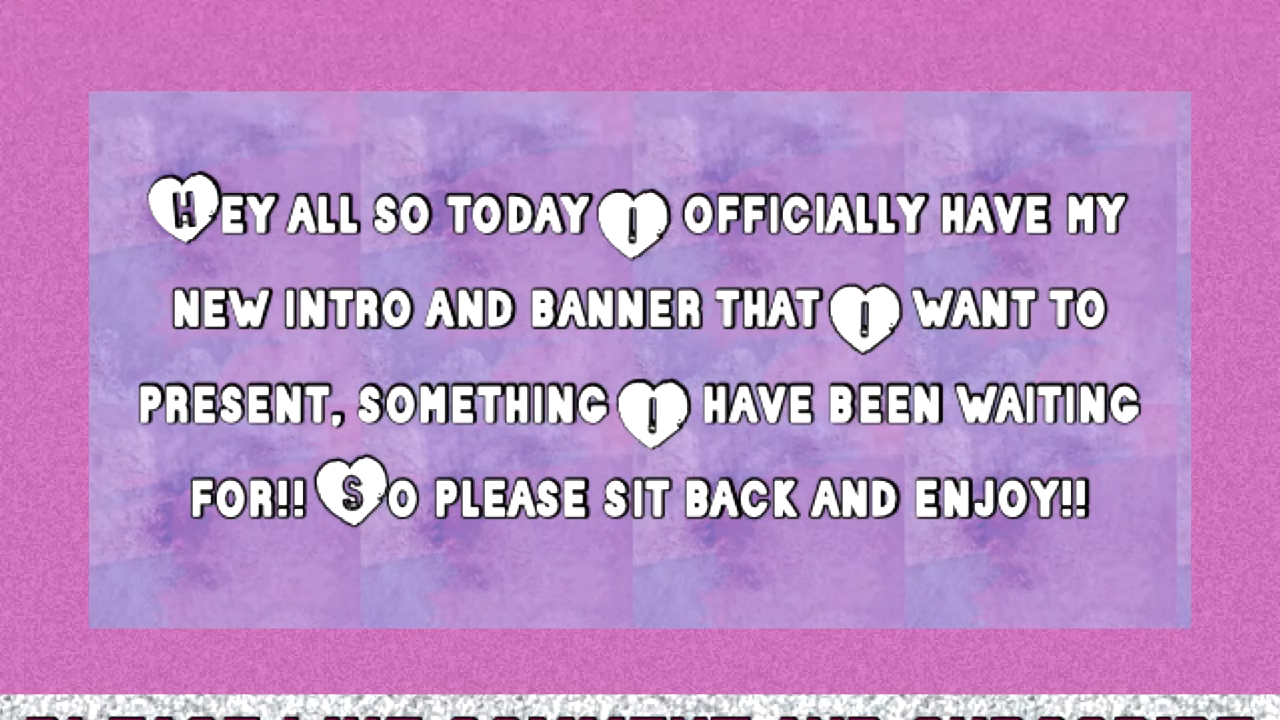 Hey all so today I officially have my
new intro and banner that I want to
present, something I have been waiting
for!! So please sit back and enjoy!!